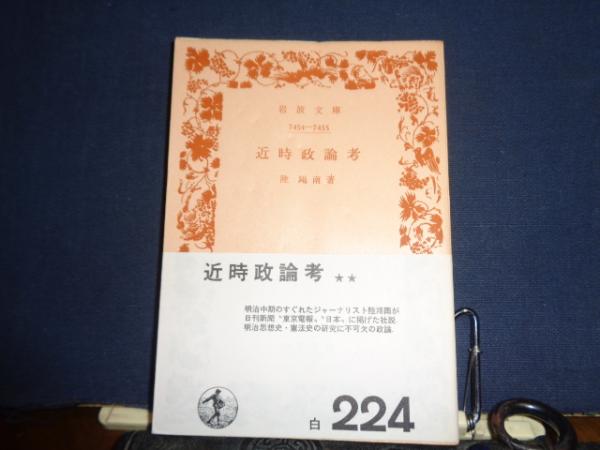 岩波文庫
7454—7455
近時政論考
陸羯南著
近時政論考 ★★
明治中期のすぐれたジャーナリスト陸羯南が
日刊新聞〝東京電報〟〝日本〟に掲げた社説.
明治思想史・憲法史の研究に不可欠の政論.
白 224